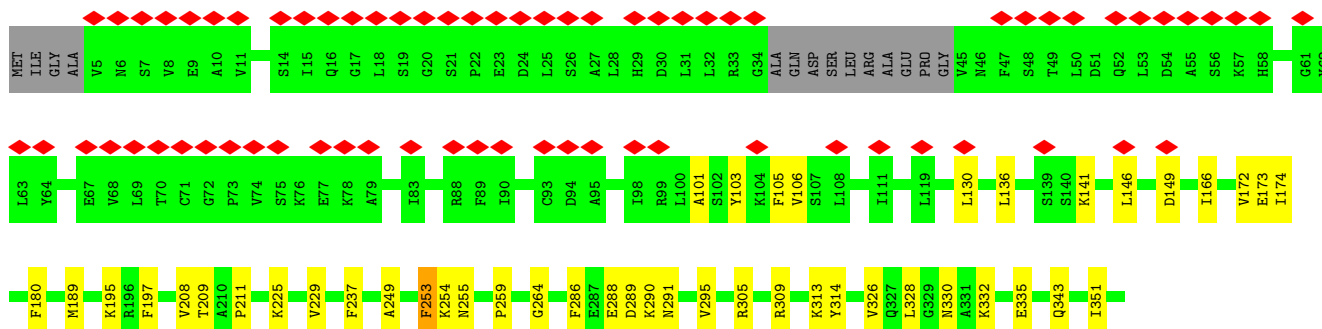 MET ILE GLY ALA V5 N6 S7 V8 E9 A10 V11 S14 I15 Q16 G17 L18 S19 G20 S21 P22 E23 D24 L25 S26 A27 L28 H29 D30 L31 L32 R33 G34 ALA GLN ASP SER LEU ARG ALA GLU PRO GLY V45 N46 F47 S48 T49 L50 D51 Q52 L53 D54 A55 S56 K57 H58 G61
L63 Y64 E67 V68 L69 T70 C71 G72 P73 V74 S75 K76 E77 K78 A79 I83 R88 F89 I90 C93 D94 A95 I98 R99 L100 A101 S102 Y103 K104 F105 V106 S107 L108 I111 L119 L130 L136 S139 S140 K141 L146 D149 I166 V172 E173 I174
F180 M189 K195 R196 F197 V208 T209 A210 P211 K225 V229 F237 A249 F253 K254 N255 P259 G264 F286 E287 E288 D289 K290 N291 V295 R305 R309 K313 Y314 V326 Q327 L328 G329 N330 A331 K332 E335 Q343 I351